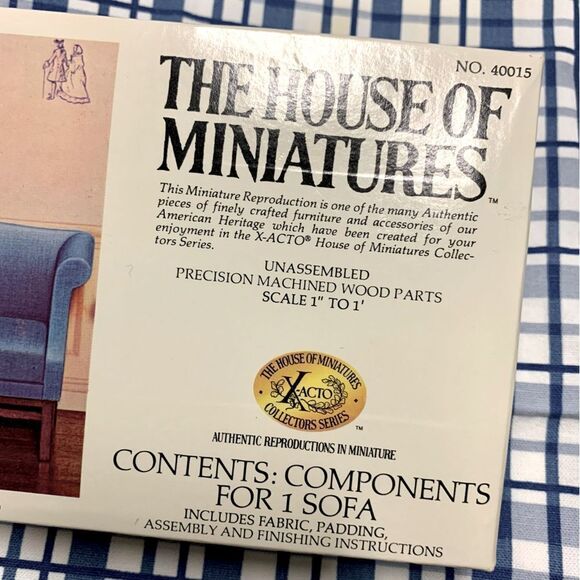 NO. 40015
THE HOUSE OF
MINIATURES™
This Miniature Reproduction is one of the many Authentic
pieces of finely crafted furniture and accessories of our
American Heritage which have been created for your
enjoyment in the X-ACTO® House of Miniatures Collec-
tors Series.
UNASSEMBLED
PRECISION MACHINED WOOD PARTS
SCALE 1" TO 1'
THE HOUSE OF MINIATURES
X-ACTO
COLLECTORS SERIES™
AUTHENTIC REPRODUCTIONS IN MINIATURE
CONTENTS: COMPONENTS
FOR 1 SOFA
INCLUDES FABRIC, PADDING,
ASSEMBLY AND FINISHING INSTRUCTIONS